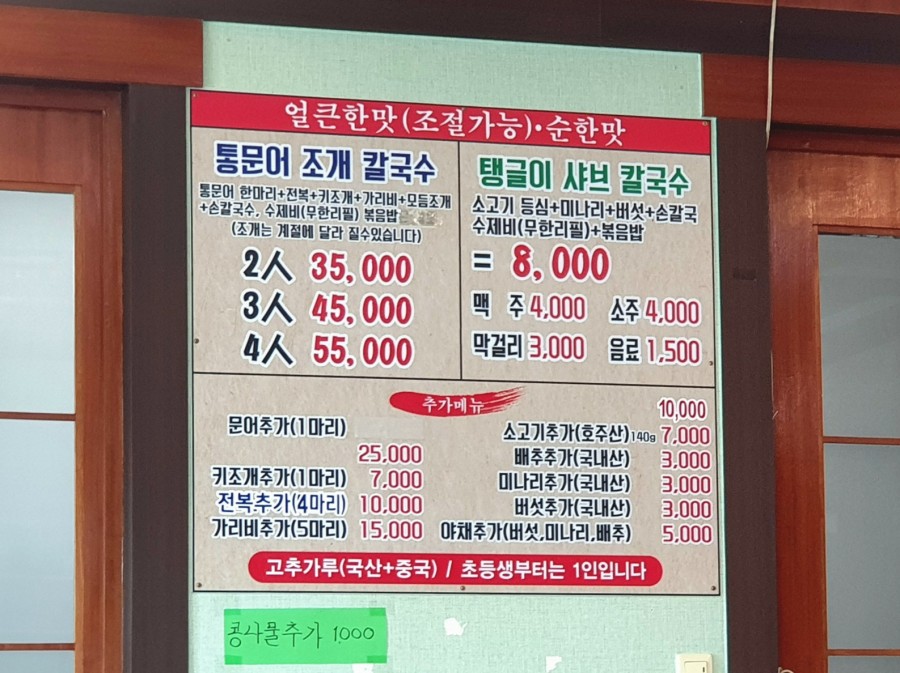 얼큰한맛(조절가능)·순한맛
통문어 조개 칼국수
통문어 한마리+전복+키조개+가리비+모듬조개
+손칼국수, 수제비(무한리필) 볶음밥
(조개는 계절에 달라 질수있습니다)
2人 35,000
3人 45,000
4人 55,000
탱글이 샤브 칼국수
소고기 등심+미나리+버섯+손칼국
수제비(무한리필)+볶음밥
= 8,000
맥 주 4,000 소주 4,000
막걸리 3,000 음료 1,500
추가메뉴
문어추가(1마리)
25,000
키조개추가(1마리) 7,000
전복추가(4마리) 10,000
가리비추가(5마리) 15,000
10,000
소고기추가(호주산)140g 7,000
배추추가(국내산) 3,000
미나리추가(국내산) 3,000
버섯추가(국내산) 3,000
야채추가(버섯,미나리,배추) 5,000
고추가루(국산+중국) / 초등생부터는 1인입니다
콩나물추가 1000